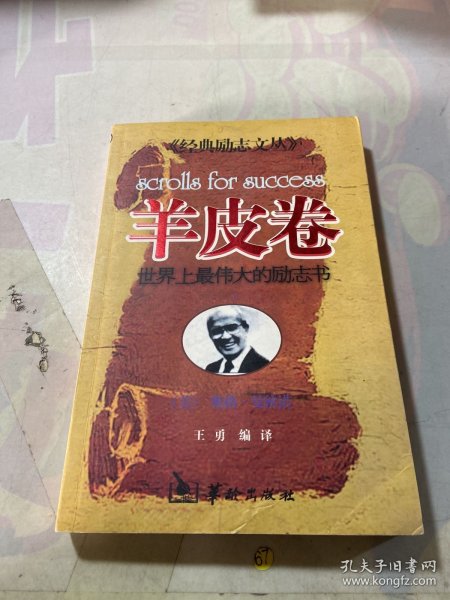 《经典励志文丛》
scrolls for success
羊皮卷
世界上最伟大的励志书
王勇编译
华龄出版社
67
孔夫子旧书网
www.kongfz.com